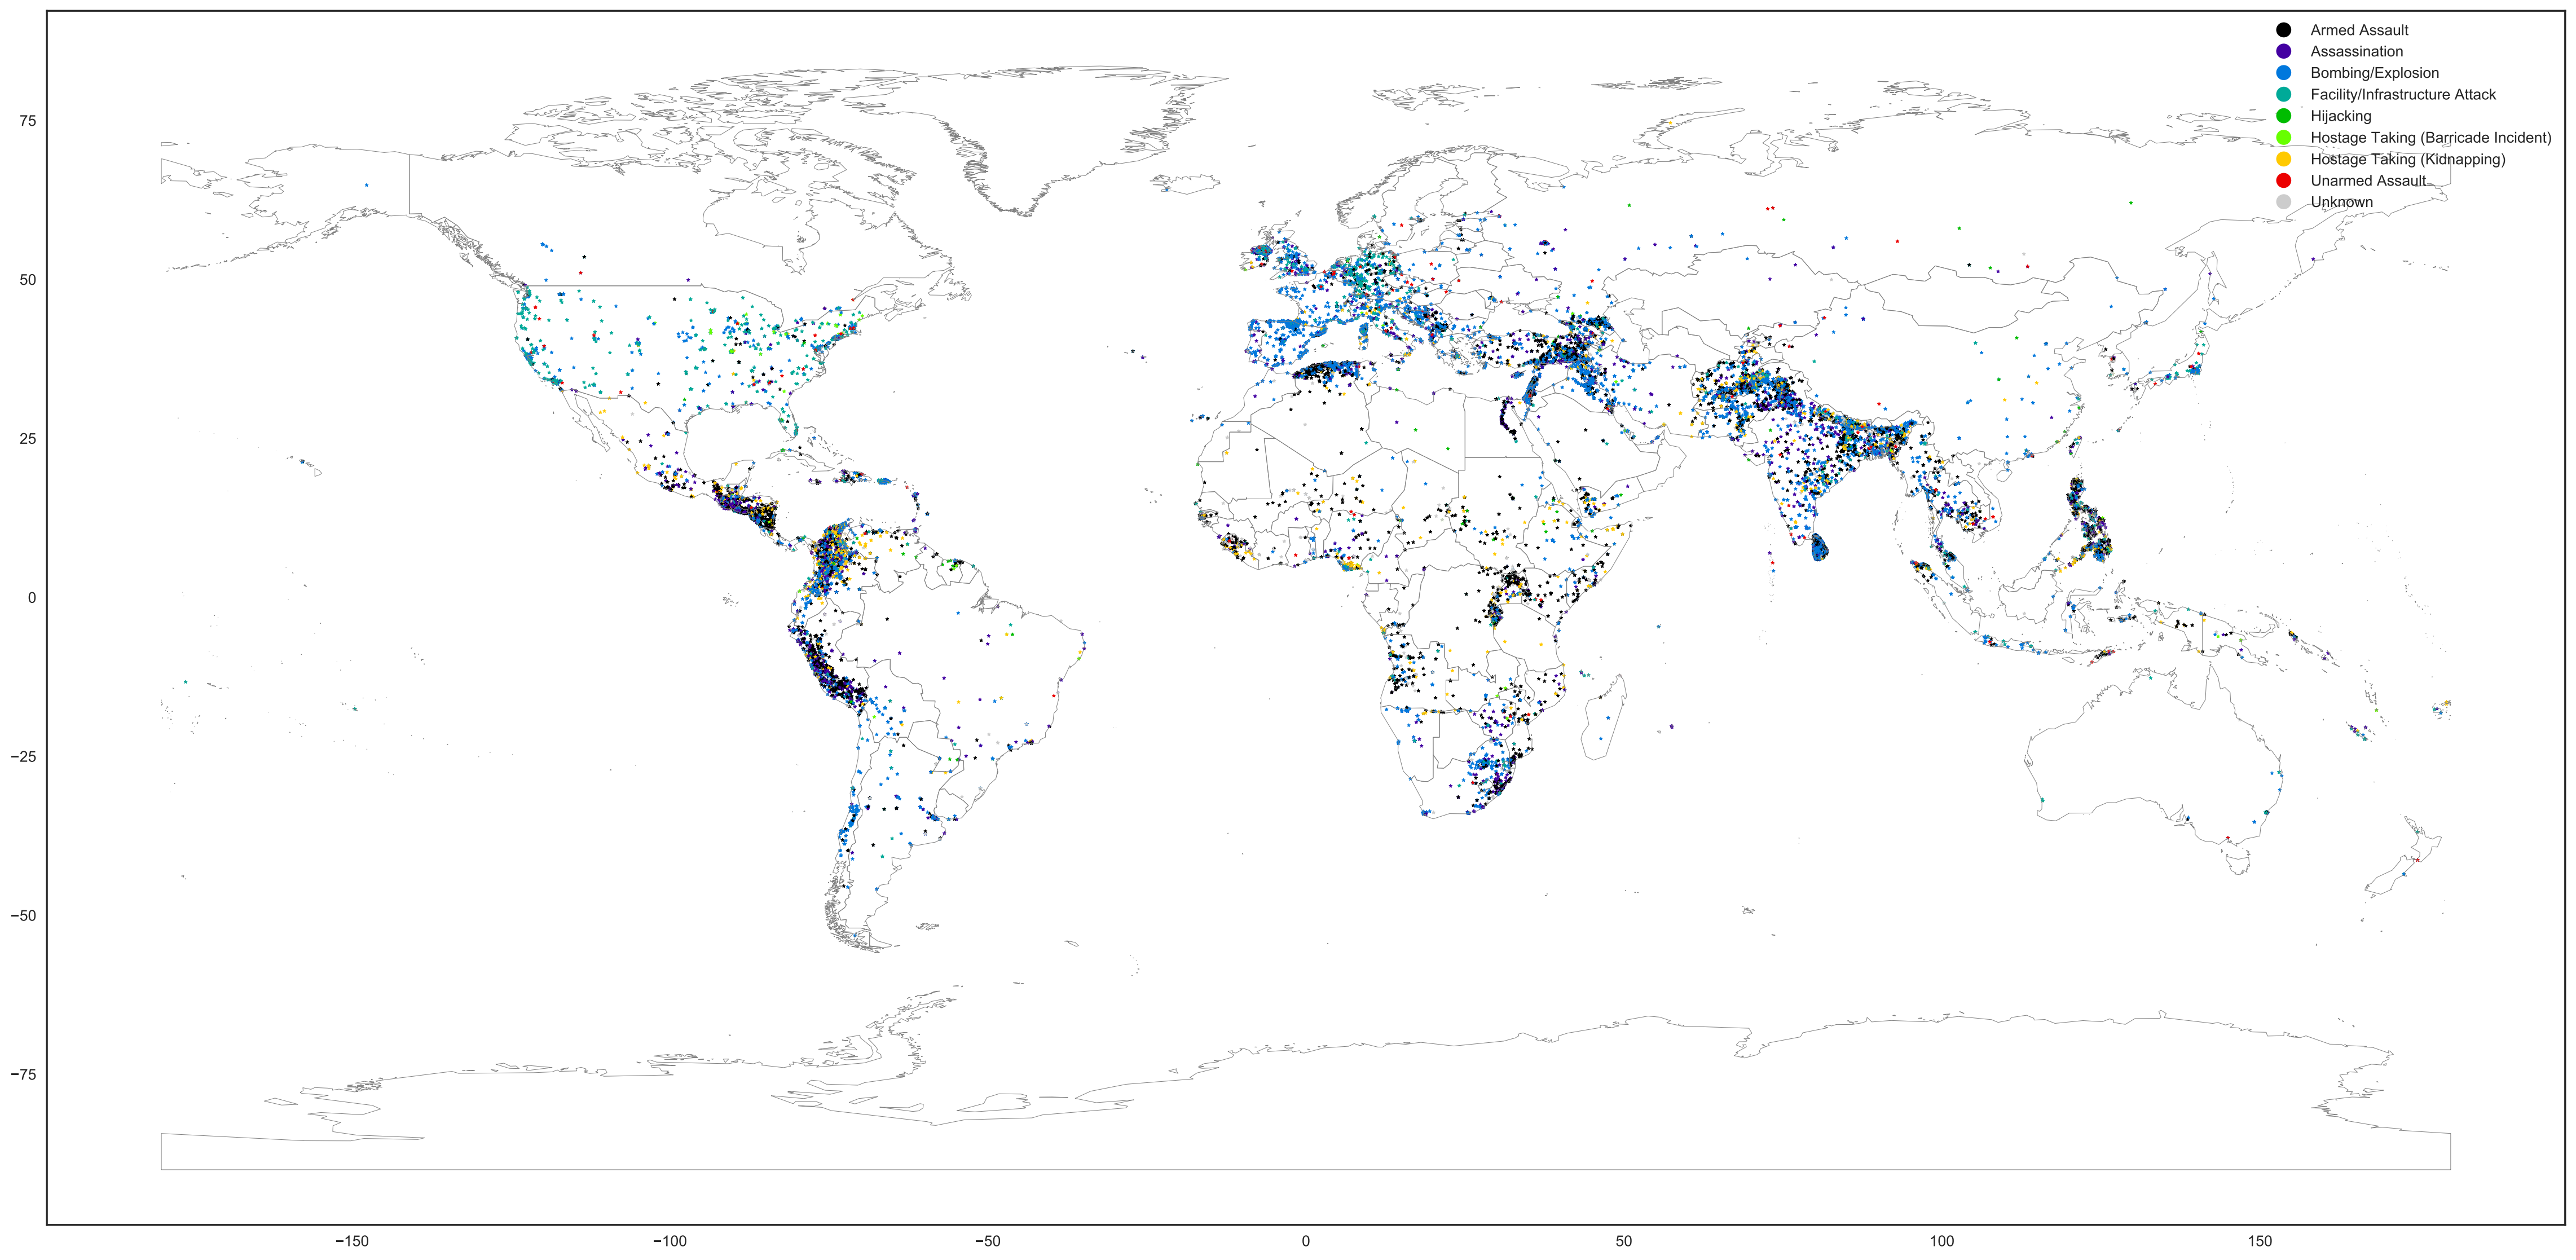 Armed Assault
Assassination
Bombing/Explosion
Facility/Infrastructure Attack
Hijacking
Hostage Taking (Barricade Incident)
Hostage Taking (Kidnapping)
Unarmed Assault
Unknown
75
50
25
0
−25
−50
−75
−150 −100 −50 0 50 100 150